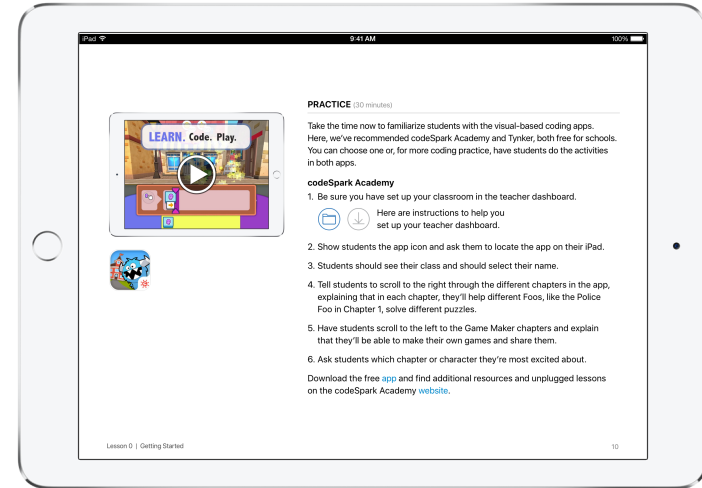 iPad
9:41 AM
100%
PRACTICE (30 minutes)
LEARN. Code. Play.
Take the time now to familiarize students with the visual-based coding apps.
Here, we've recommended codeSpark Academy and Tynker, both free for schools.
You can choose one or, for more coding practice, have students do the activities
in both apps.
codeSpark Academy
1. Be sure you have set up your classroom in the teacher dashboard.
Here are instructions to help you
set up your teacher dashboard.
2. Show students the app icon and ask them to locate the app on their iPad.
3. Students should see their class and should select their name.
4. Tell students to scroll to the right through the different chapters in the app,
explaining that in each chapter, they'll help different Foos, like the Police
Foo in Chapter 1, solve different puzzles.
5. Have students scroll to the left to the Game Maker chapters and explain
that they'll be able to make their own games and share them.
6. Ask students which chapter or character they're most excited about.
Download the free app and find additional resources and unplugged lessons
on the codeSpark Academy website.
Lesson 0 | Getting Started
10